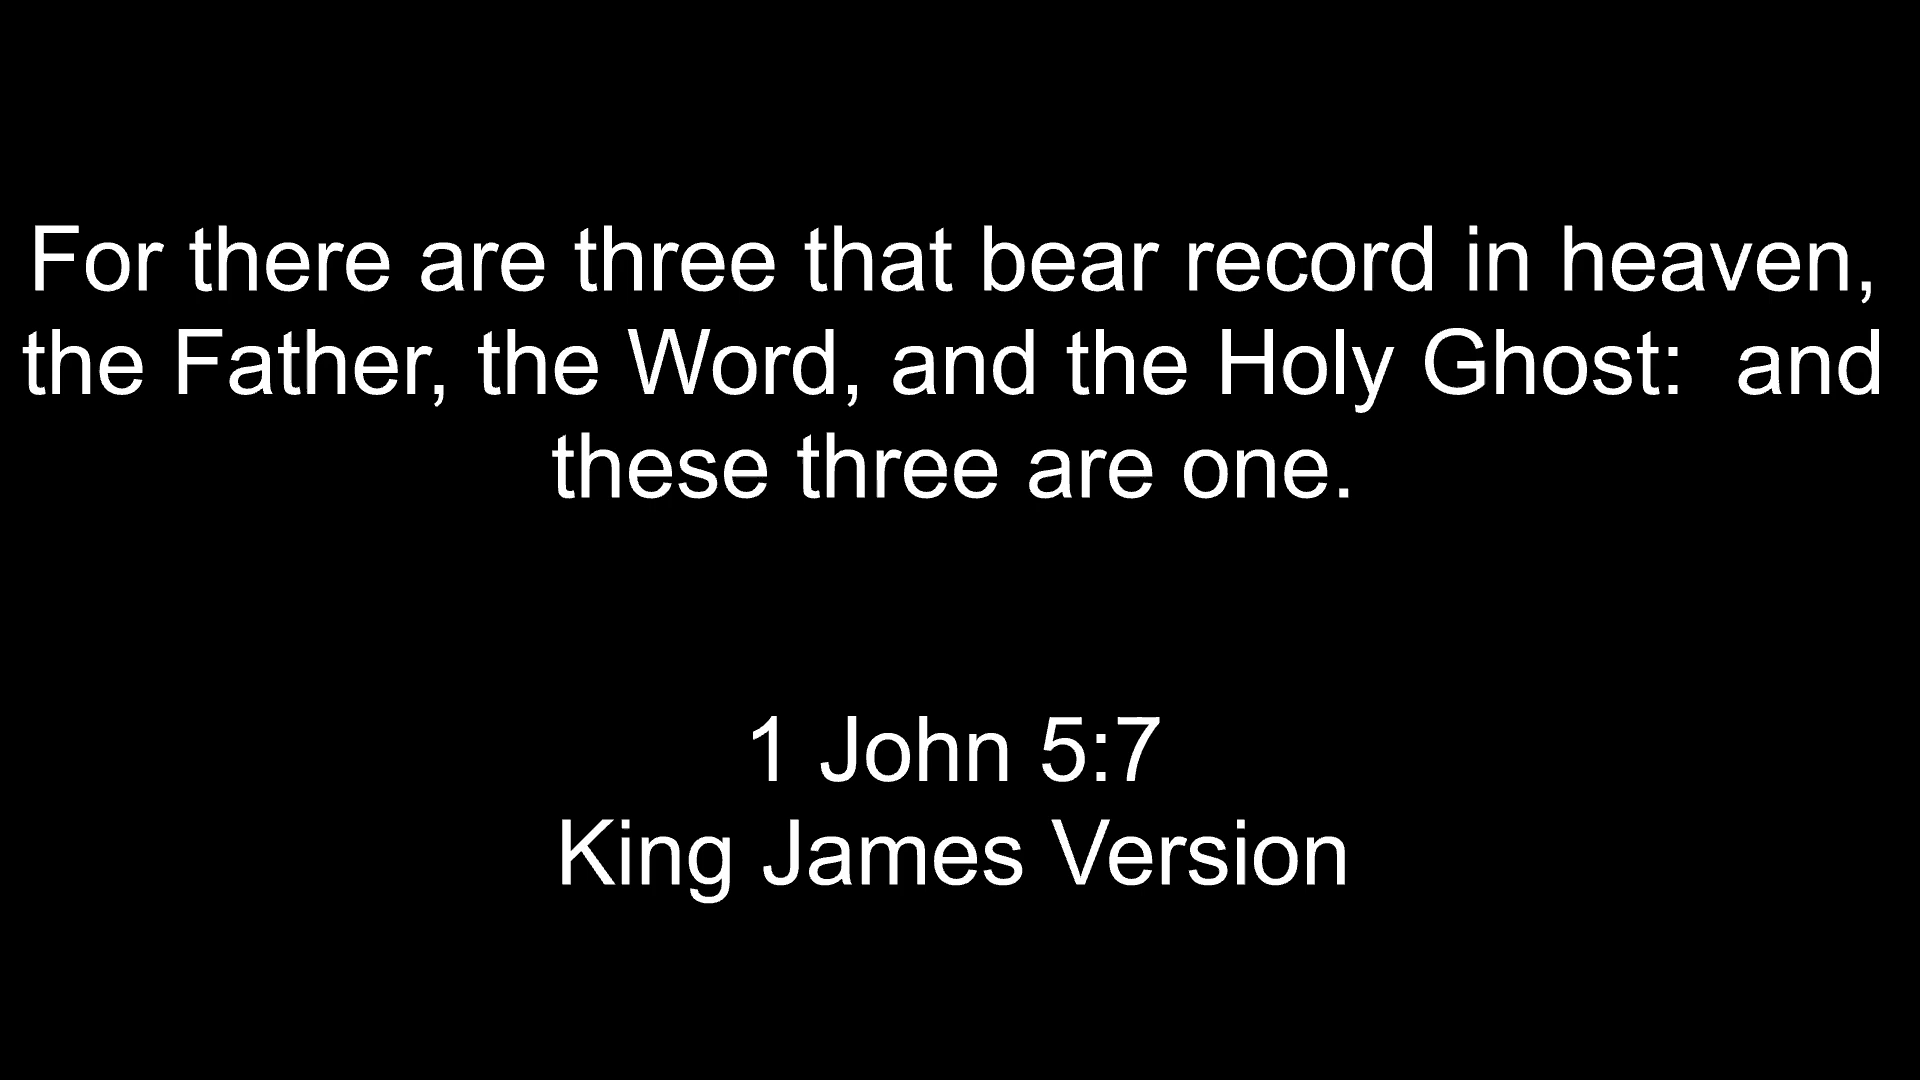 For there are three that bear record in heaven,
the Father, the Word, and the Holy Ghost:  and
these three are one.
1 John 5:7
King James Version